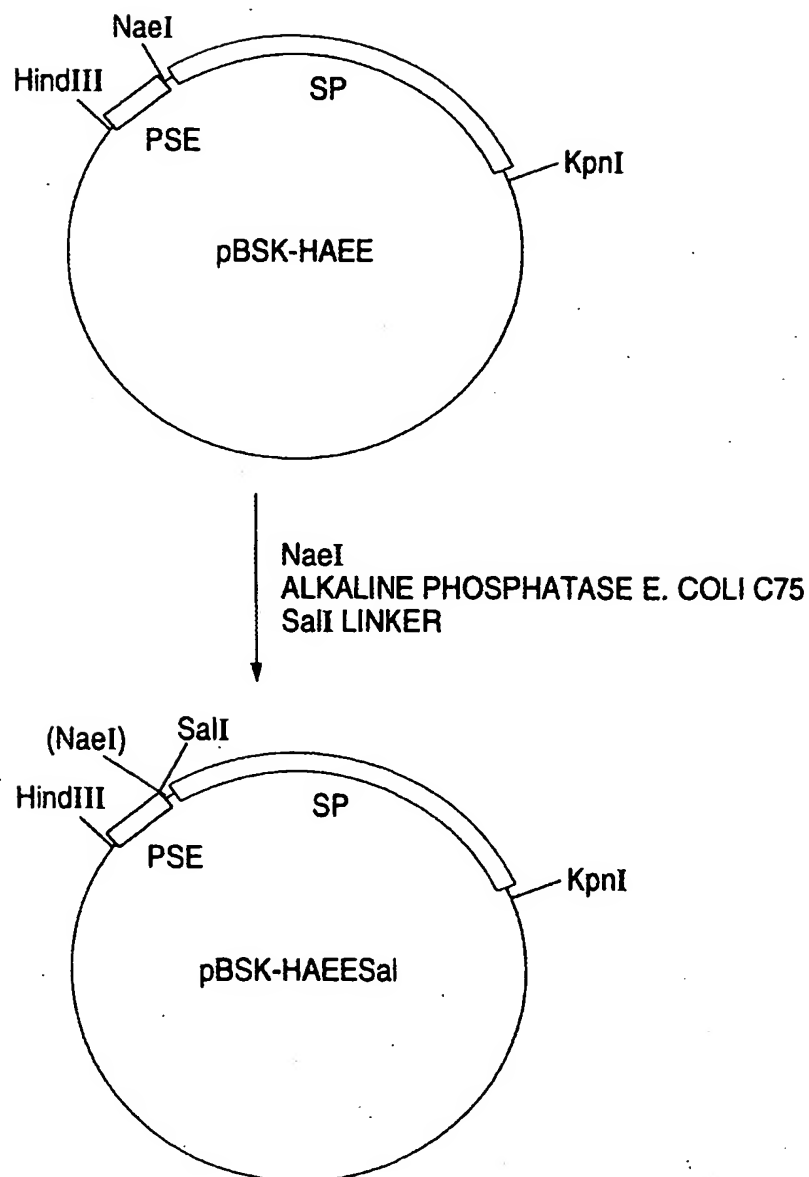 NaeI
HindIII
SP
PSE
KpnI
pBSK-HAEE
NaeI
ALKALINE PHOSPHATASE E. COLI C75
SalI LINKER
SalI
(NaeI)
HindIII
SP
PSE
KpnI
pBSK-HAEESal